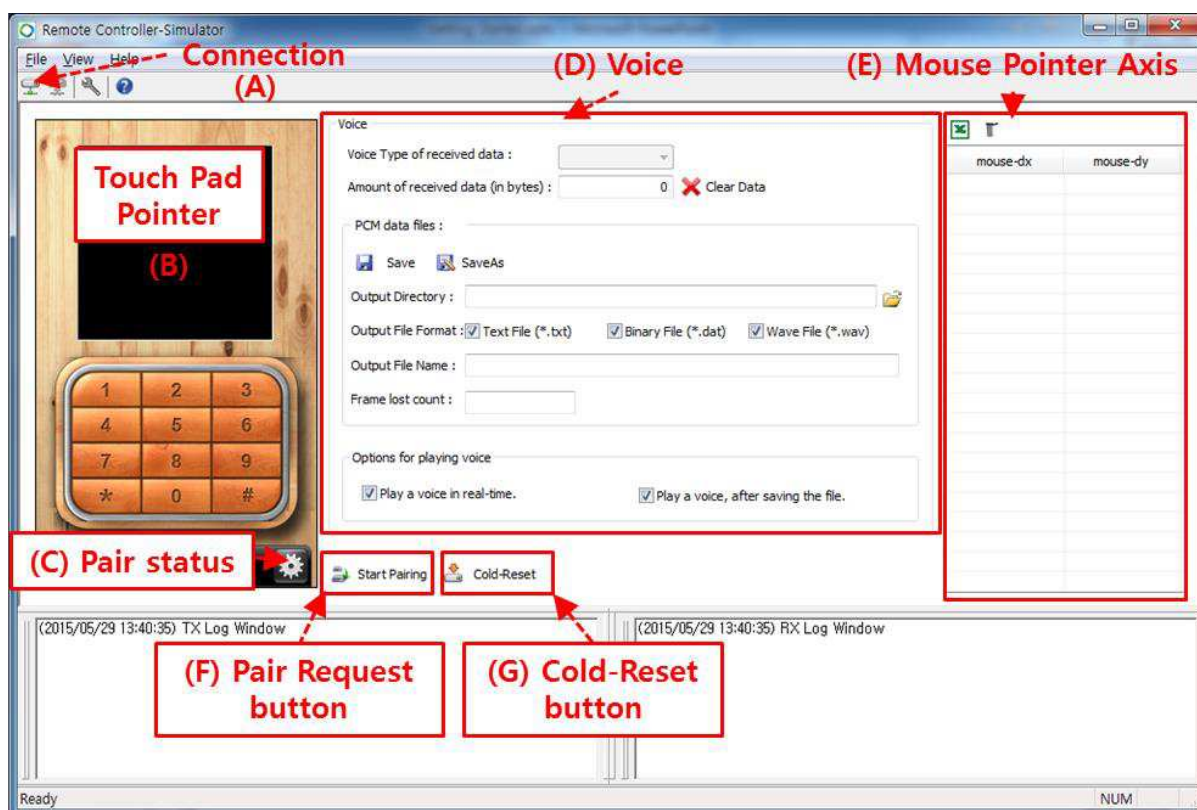 Remote Controller-Simulator
File View Help
Connection
(A)
(D) Voice
(E) Mouse Pointer Axis
Touch Pad
Pointer
(B)
1 2 3
4 5 6
7 8 9
* 0 #
(C) Pair status
Voice
Voice Type of received data :
Amount of received data (in bytes) : 0 Clear Data
PCM data files :
Save SaveAs
Output Directory :
Output File Format : Text File (*.txt) Binary File (*.dat) Wave File (*.wav)
Output File Name :
Frame lost count :
Options for playing voice
Play a voice in real-time. Play a voice, after saving the file.
mouse-dx mouse-dy
Start Pairing Cold-Reset
(2015/05/29 13:40:35) TX Log Window
(2015/05/29 13:40:35) RX Log Window
(F) Pair Request
button
(G) Cold-Reset
button
Ready NUM